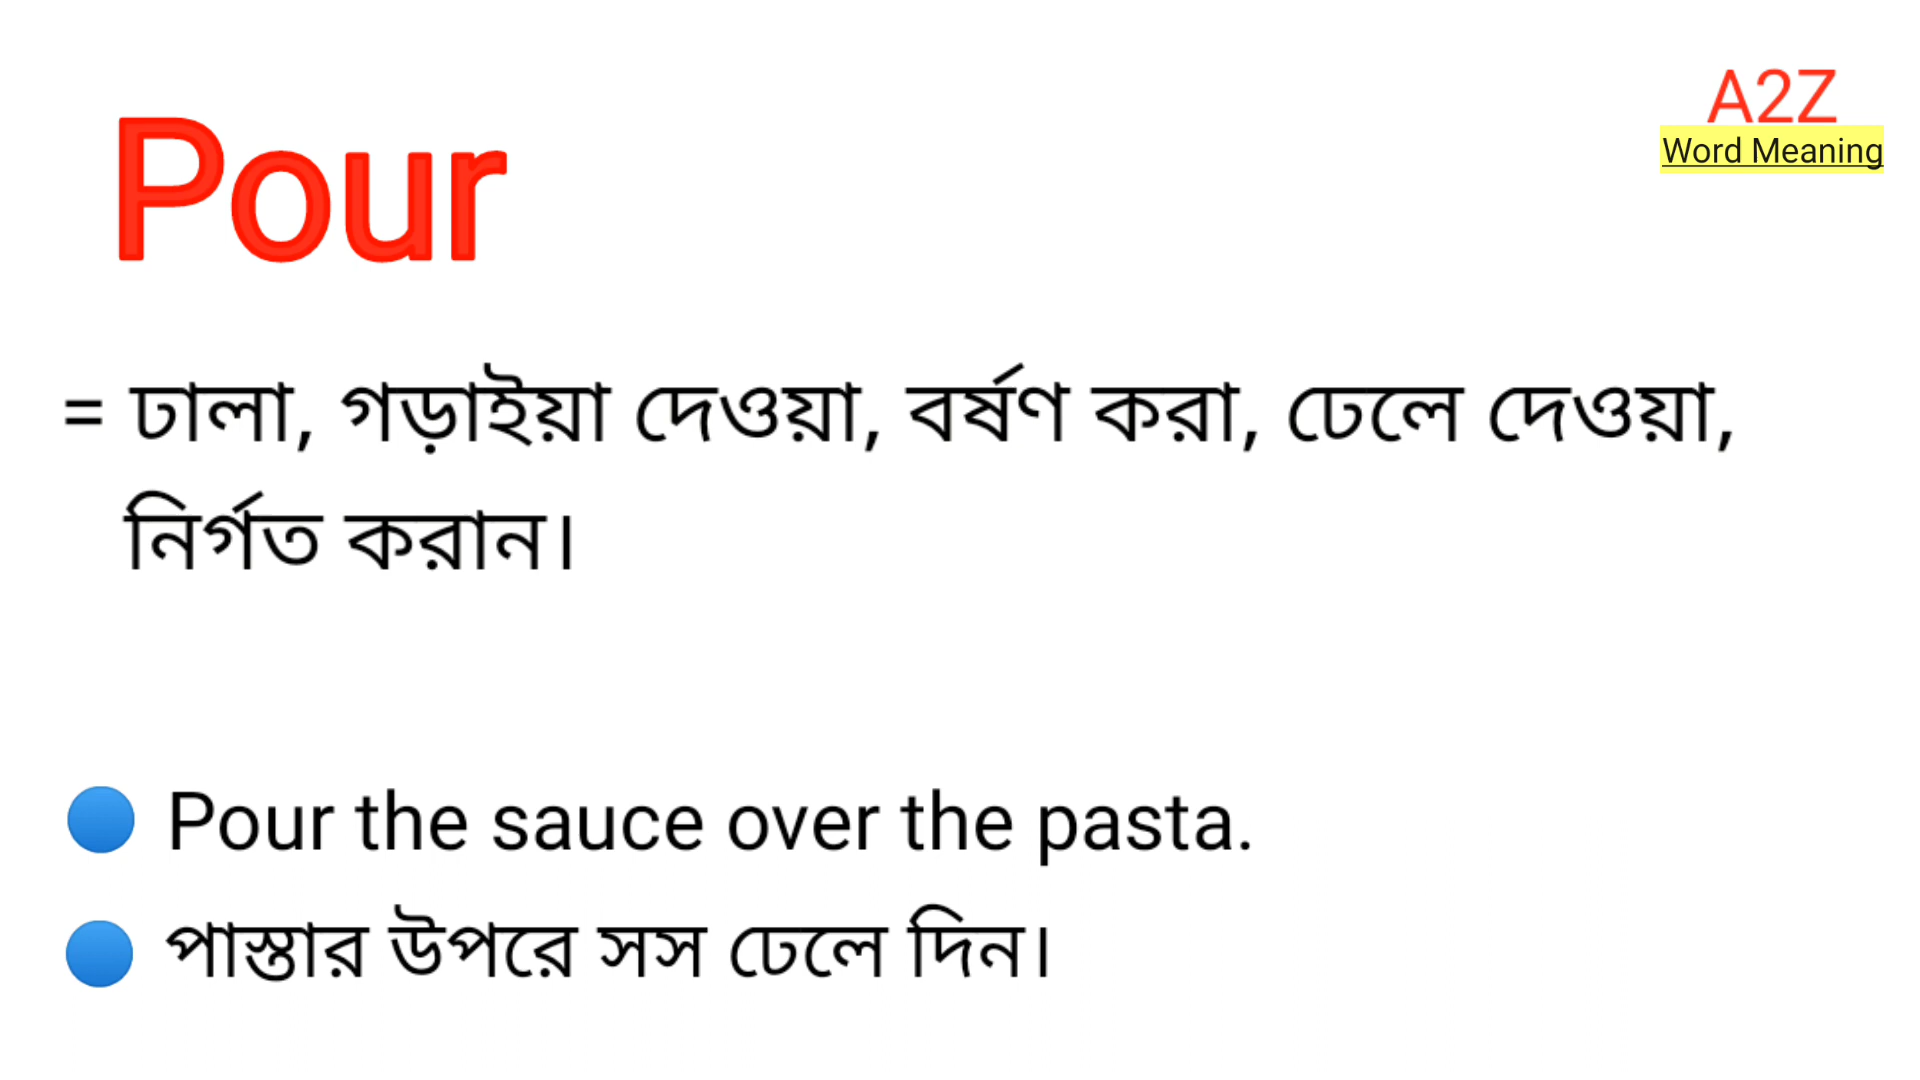 A2Z
Word Meaning
Pour
= ঢালা, গড়াইয়া দেওয়া, বর্ষণ করা, ঢেলে দেওয়া,
নির্গত করান।
Pour the sauce over the pasta.
পাস্তার উপরে সস ঢেলে দিন।